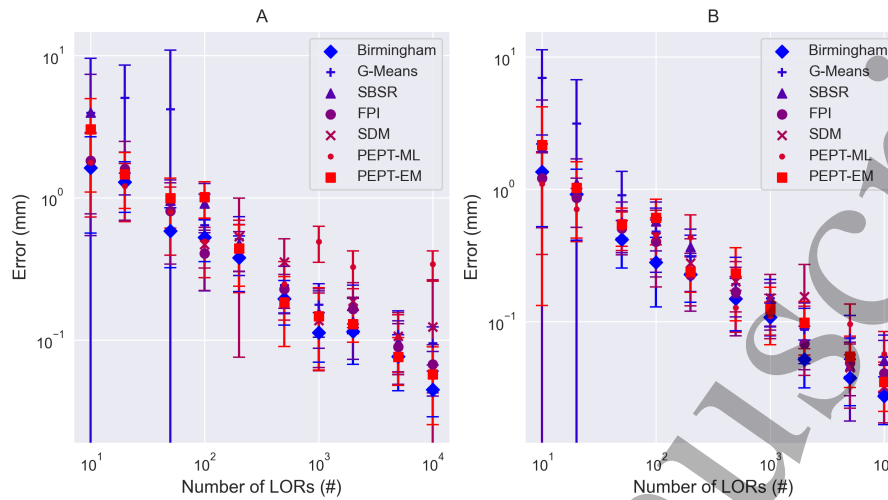 A
B
10¹
10⁰
10⁻¹
Error (mm)
Birmingham
G-Means
SBSR
FPI
SDM
PEPT-ML
PEPT-EM
10¹
10²
10³
10⁴
Number of LORs (#)
10¹
10⁰
10⁻¹
Error (mm)
Birmingham
G-Means
SBSR
FPI
SDM
PEPT-ML
PEPT-EM
10¹
10²
10³
Number of LORs (#)